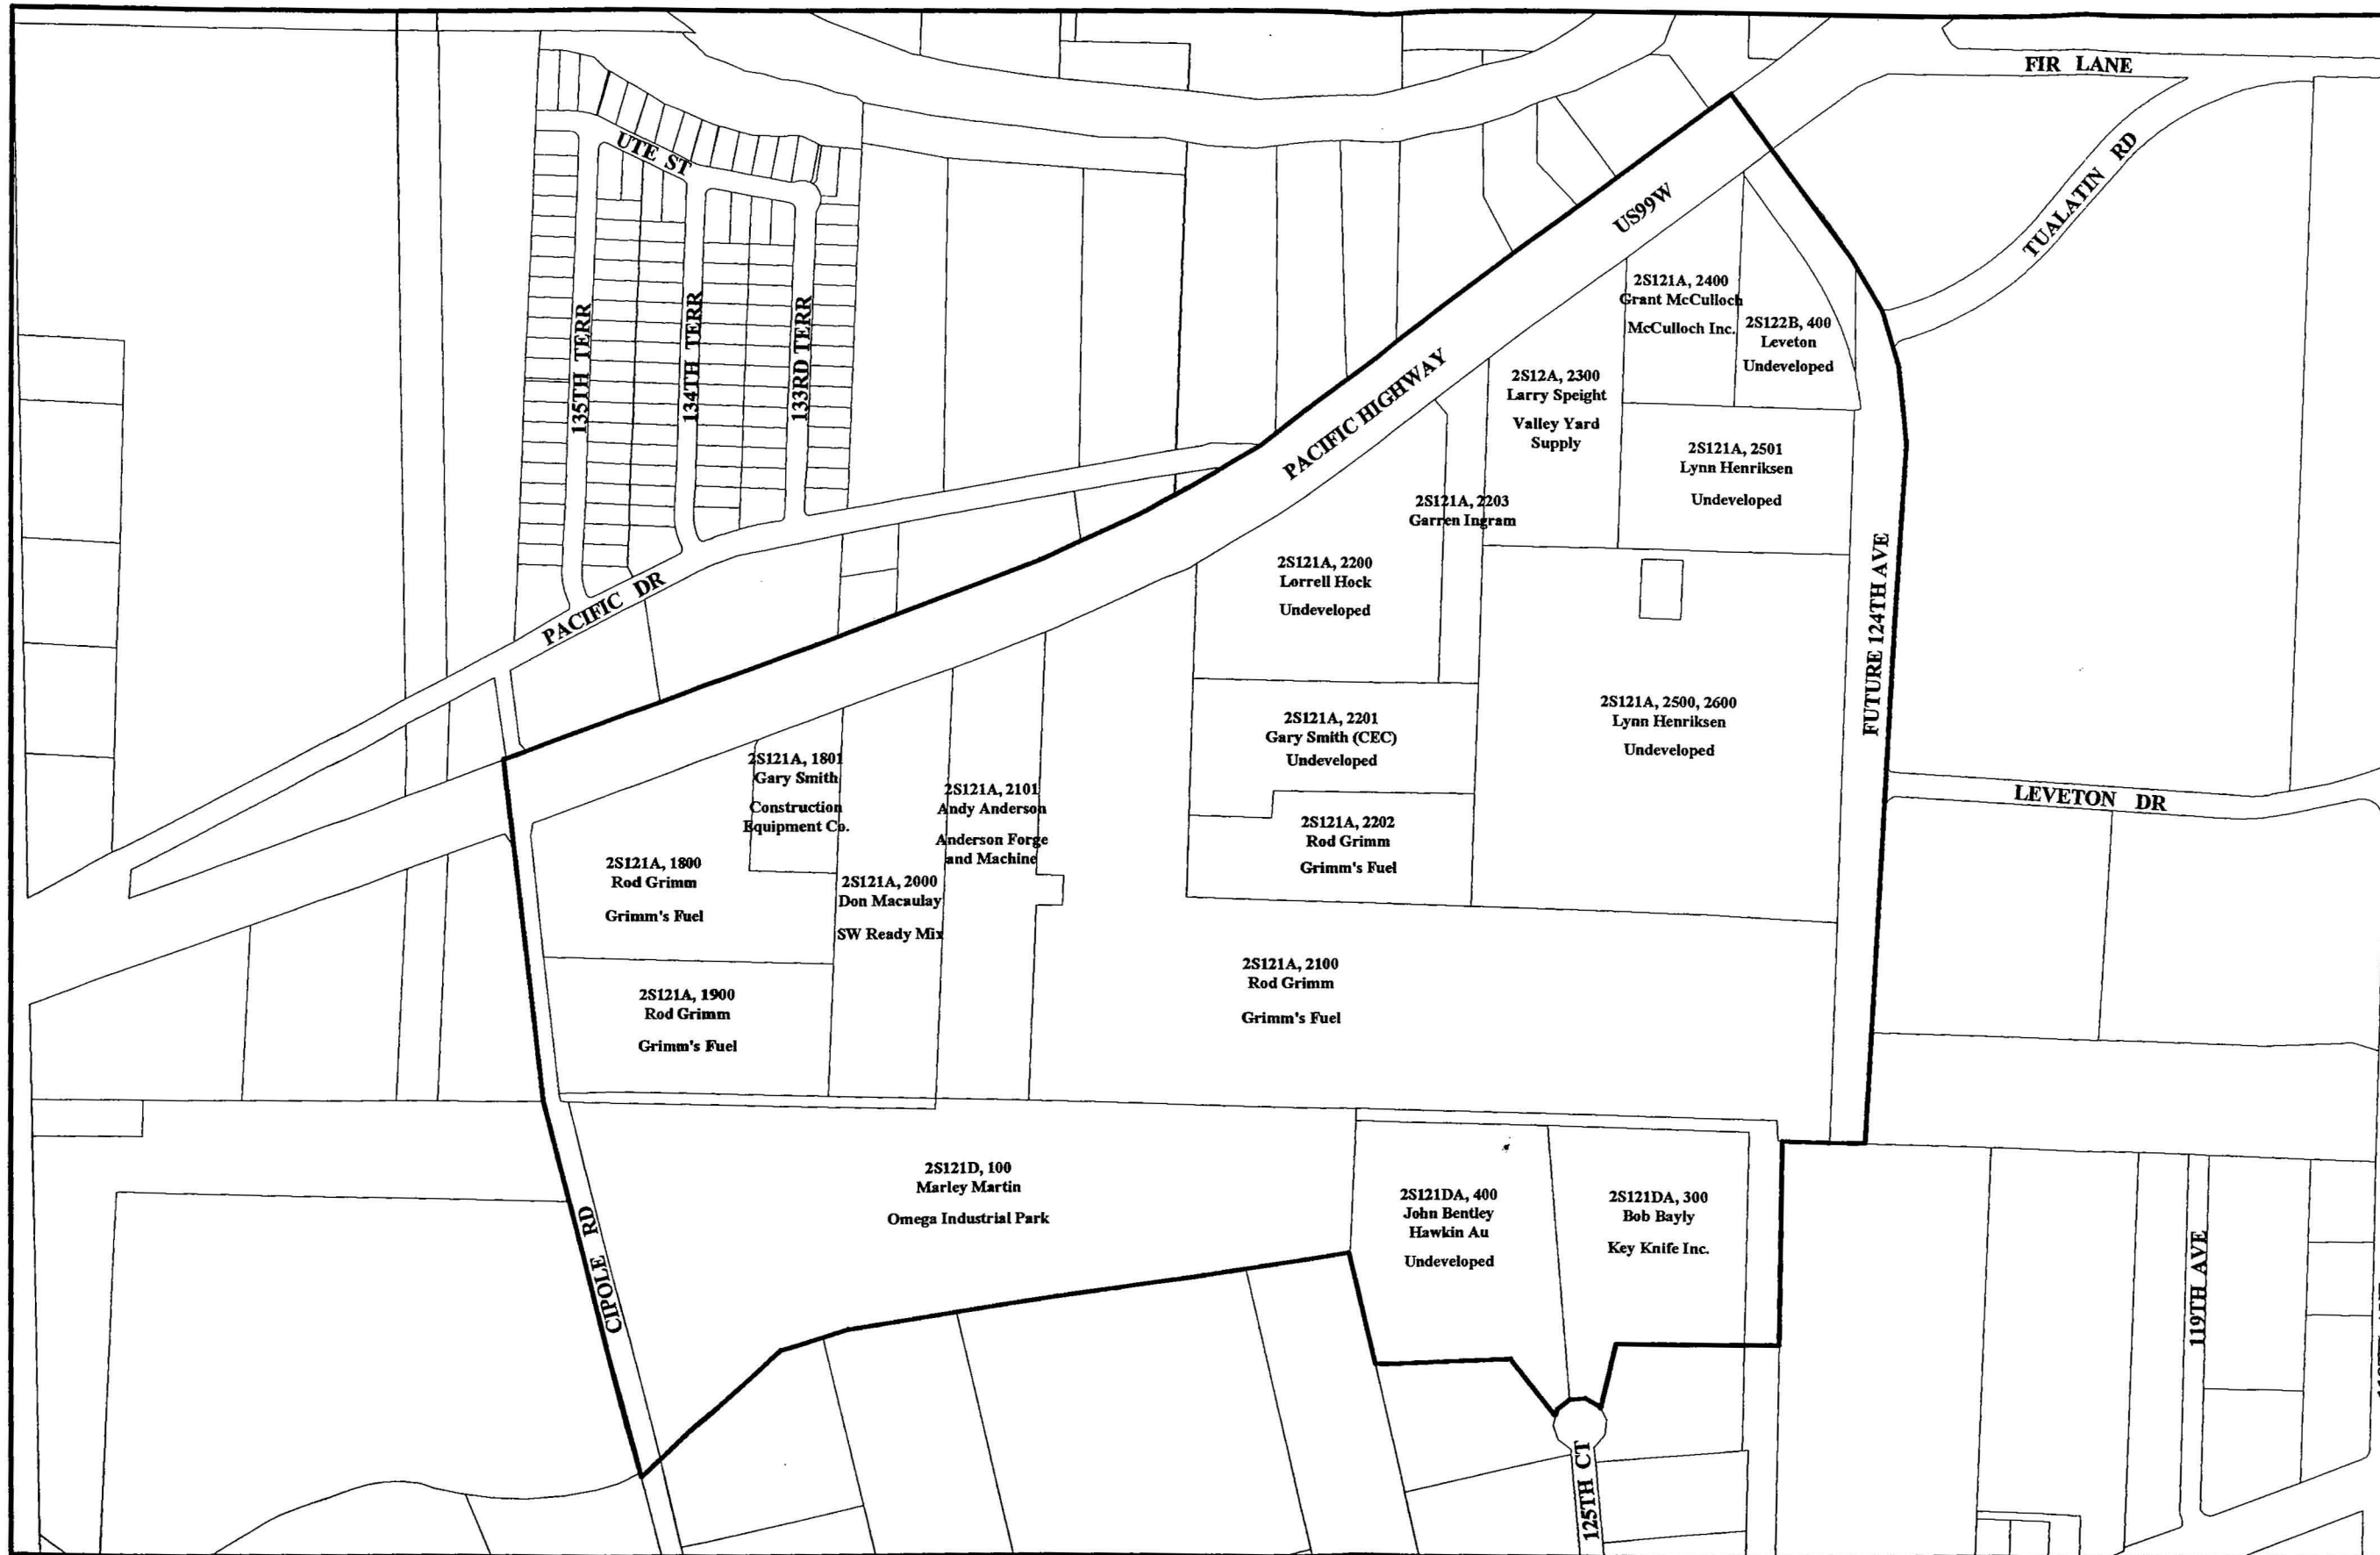 FIR LANE
UTE ST
TUALATIN RD
US99W
2S121A, 2400
Grant McCulloch
McCulloch Inc.
2S122B, 400
Leveton
Undeveloped
135TH TERR
134TH TERR
133RD TERR
PACIFIC HIGHWAY
2S12A, 2300
Larry Speight
Valley Yard
Supply
2S121A, 2501
Lynn Henriksen
Undeveloped
2S121A, 2203
Garren Ingram
2S121A, 2200
Lorrell Hock
Undeveloped
PACIFIC DR
FUTURE 124TH AVE
2S121A, 2500, 2600
Lynn Henriksen
Undeveloped
2S121A, 2201
Gary Smith (CEC)
Undeveloped
2S121A, 1801
Gary Smith
Construction
Equipment Co.
2S121A, 2101
Andy Anderson
Anderson Forge
and Machine
LEVETON DR
2S121A, 2202
Rod Grimm
Grimm's Fuel
2S121A, 1800
Rod Grimm
Grimm's Fuel
2S121A, 2000
Don Macaulay
SW Ready Mix
2S121A, 1900
Rod Grimm
Grimm's Fuel
2S121A, 2100
Rod Grimm
Grimm's Fuel
2S121D, 100
Marley Martin
Omega Industrial Park
2S121DA, 400
John Bentley
Hawkin Au
Undeveloped
2S121DA, 300
Bob Bayly
Key Knife Inc.
CIPOLE RD
119TH AVE
125TH CT